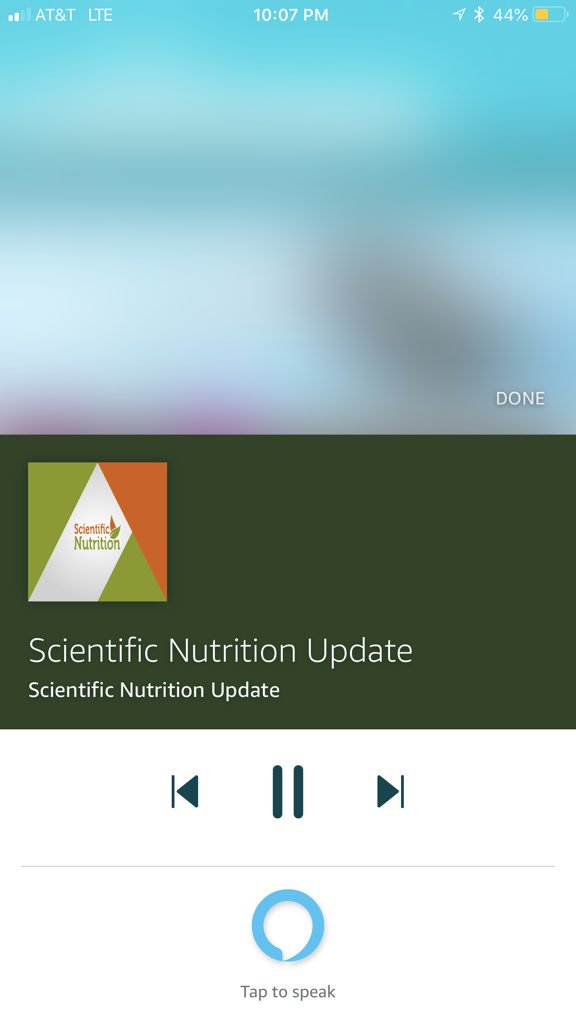 AT&T LTE 10:07 PM 44%
DONE
Scientific
Nutrition
Scientific Nutrition Update
Scientific Nutrition Update
Tap to speak